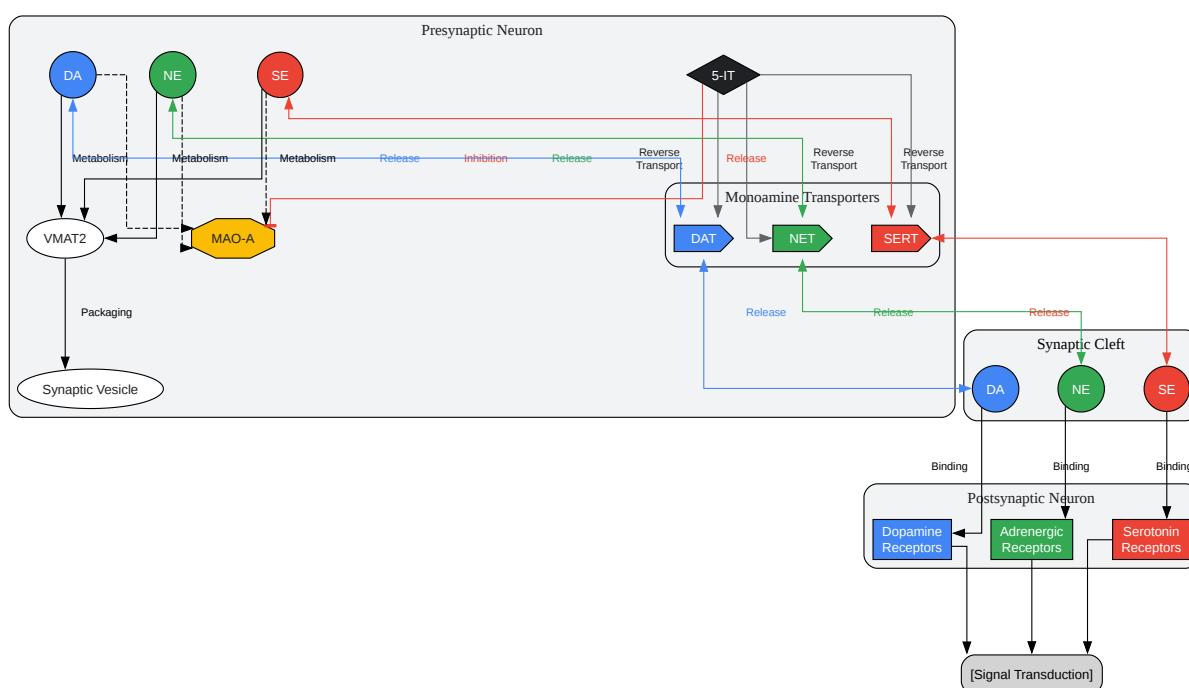 Presynaptic Neuron
DA
NE
SE
5-IT
Metabolism
Metabolism
Metabolism
Release
Inhibition
Release
Reverse
Transport
Release
Reverse
Transport
Reverse
Transport
Monoamine Transporters
VMAT2
MAO-A
DAT
NET
SERT
Packaging
Release
Release
Release
Synaptic Cleft
Synaptic Vesicle
DA
NE
SE
Binding
Binding
Binding
Postsynaptic Neuron
Dopamine
Receptors
Adrenergic
Receptors
Serotonin
Receptors
[Signal Transduction]